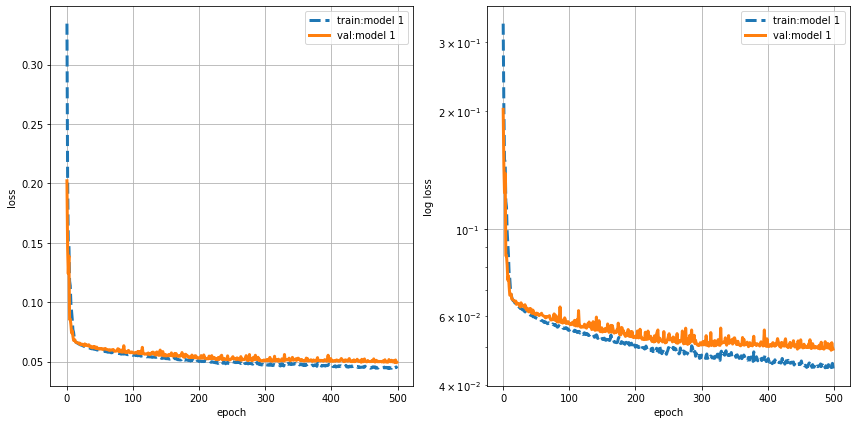 train:model 1
val:model 1
0.30
0.25
0.20
0.15
0.10
0.05
loss
0
100
200
300
400
500
epoch
train:model 1
val:model 1
3 × 10⁻¹
2 × 10⁻¹
10⁻¹
6 × 10⁻²
4 × 10⁻²
log loss
0
100
200
300
400
500
epoch